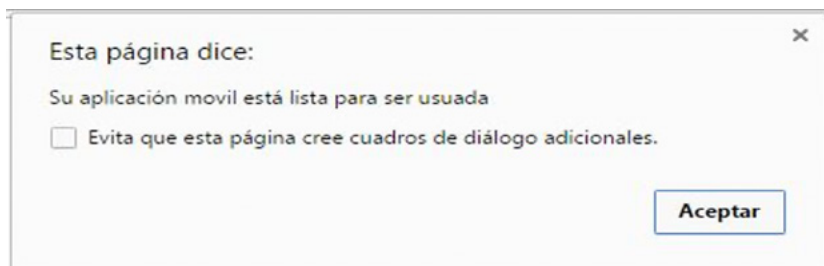 Esta página dice:
Su aplicación movil está lista para ser usuada
Evita que esta página cree cuadros de diálogo adicionales.
Aceptar